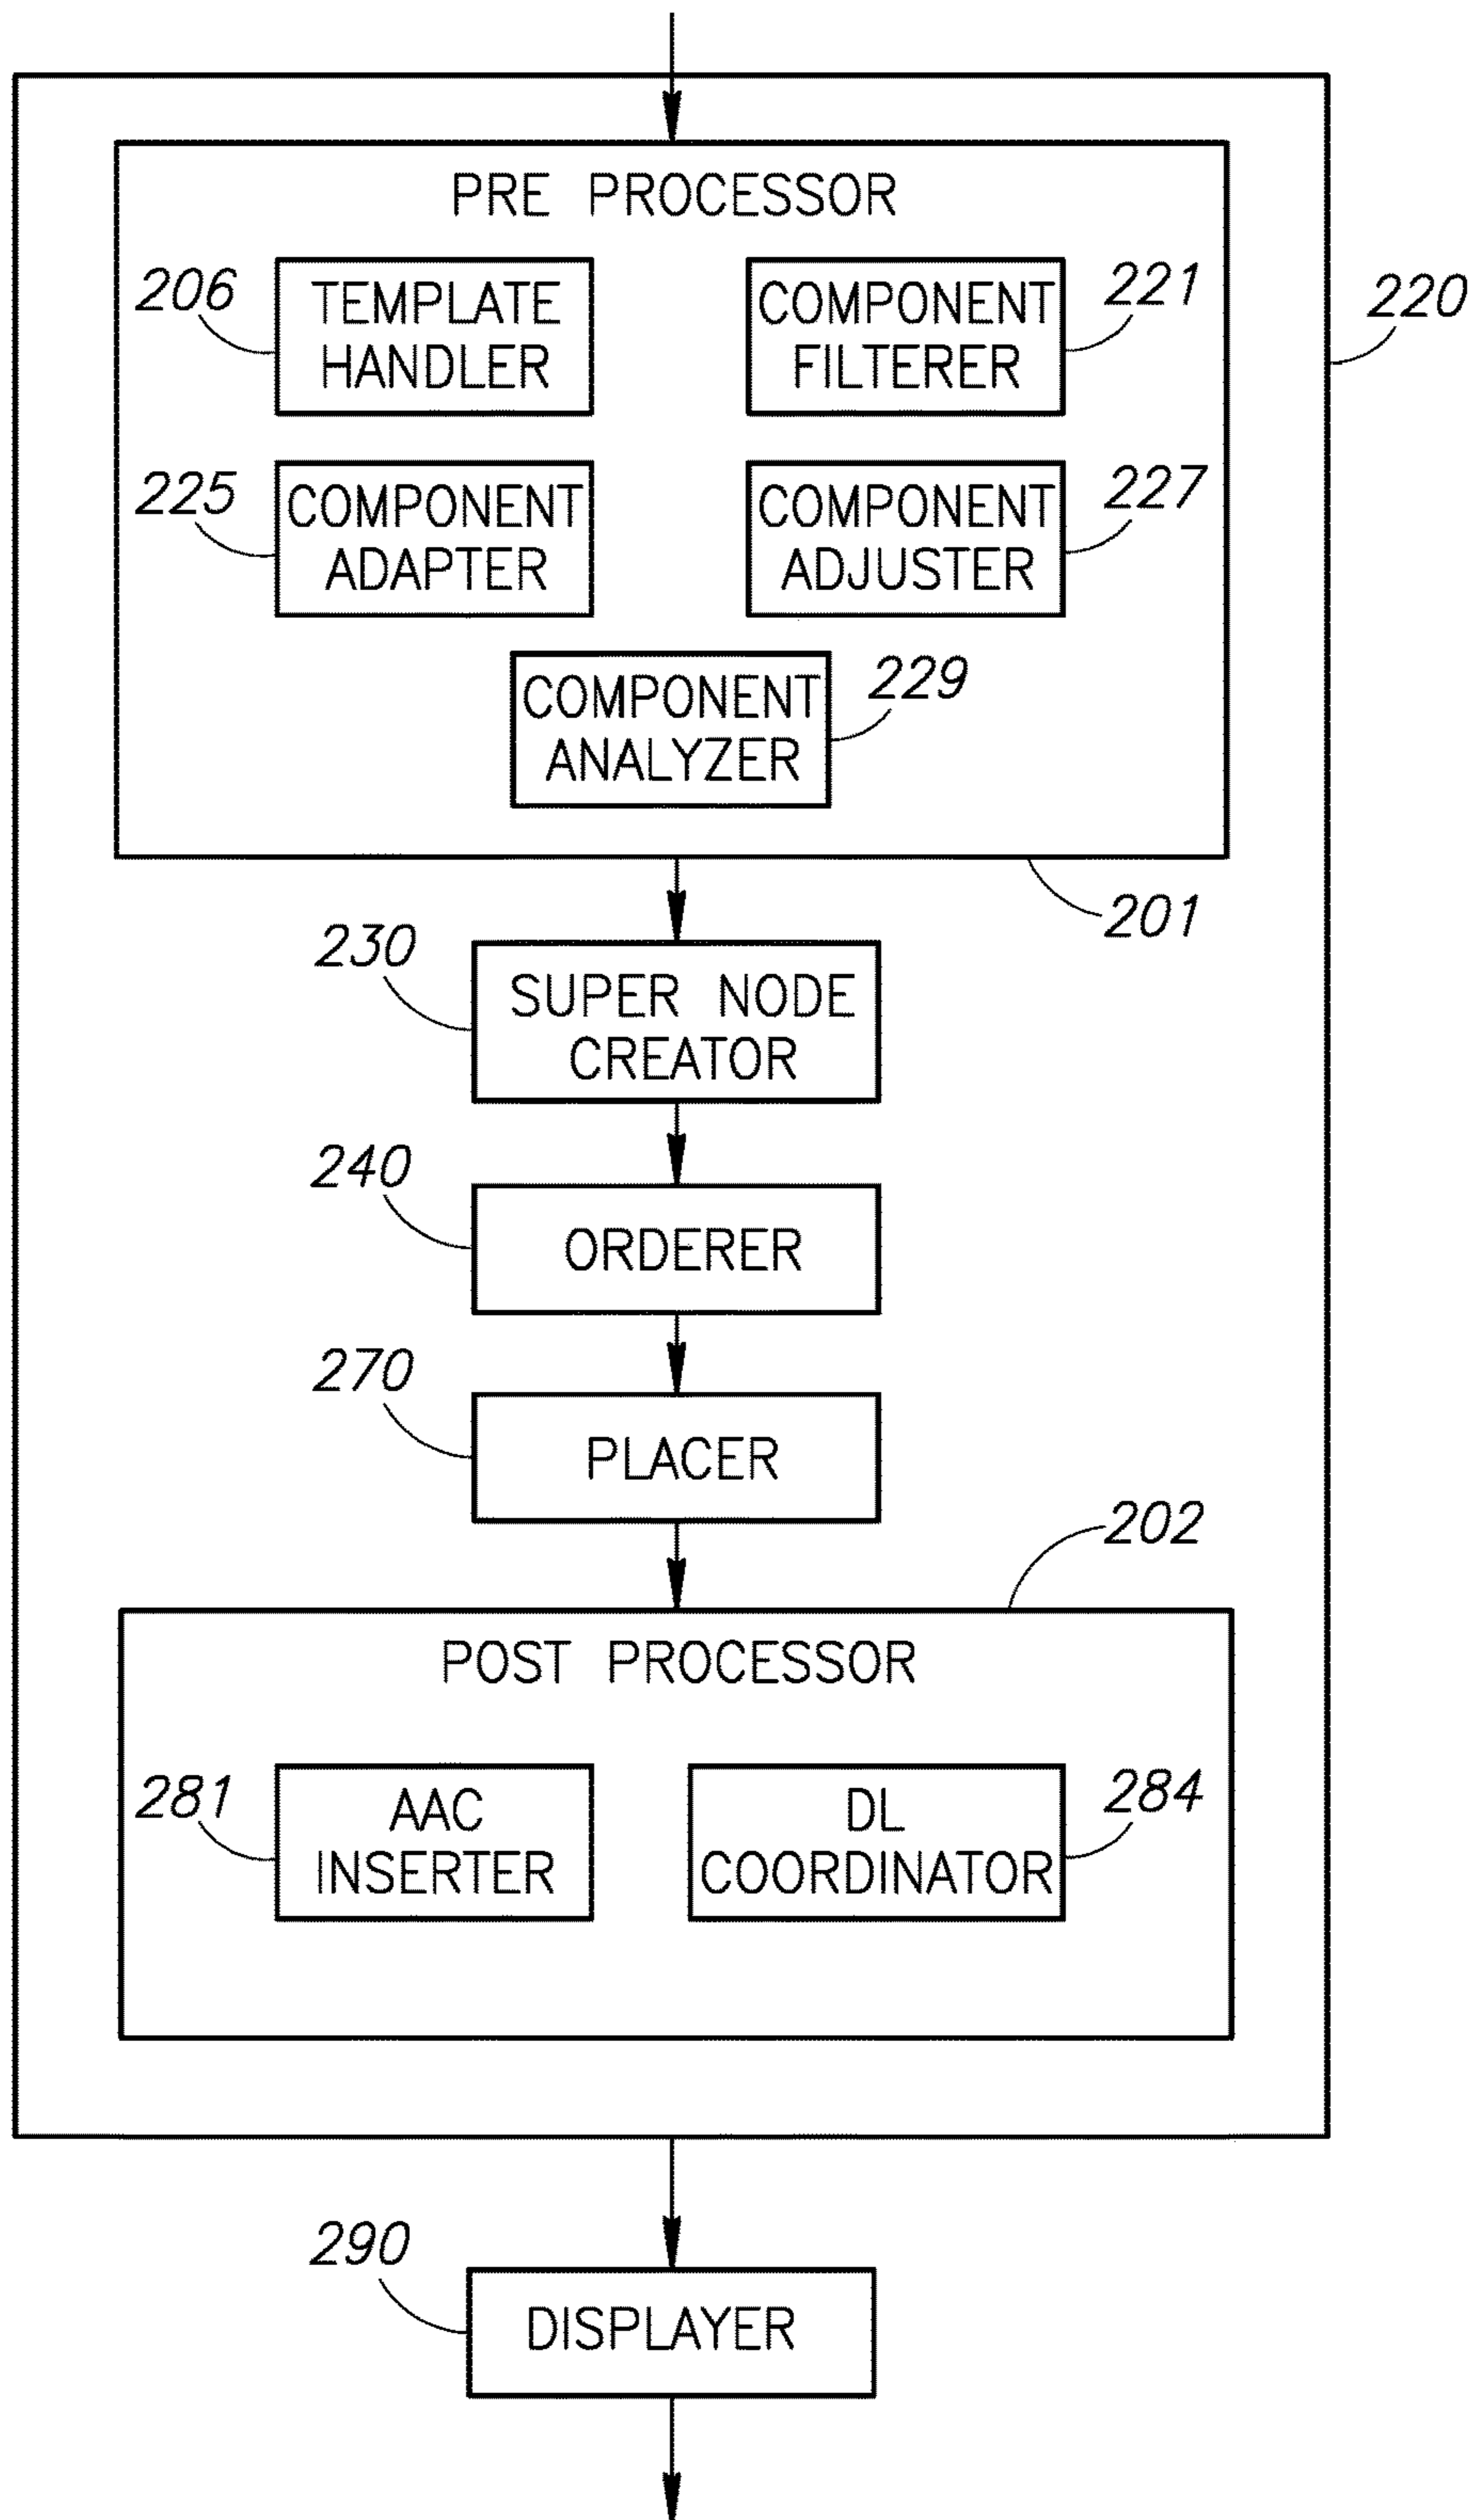 PRE PROCESSOR
206
TEMPLATE
HANDLER
COMPONENT
FILTERER
221
220
225
COMPONENT
ADAPTER
COMPONENT
ADJUSTER
227
COMPONENT
ANALYZER
229
201
230
SUPER NODE
CREATOR
240
ORDERER
270
PLACER
202
POST PROCESSOR
281
AAC
INSERTER
DL
COORDINATOR
284
290
DISPLAYER